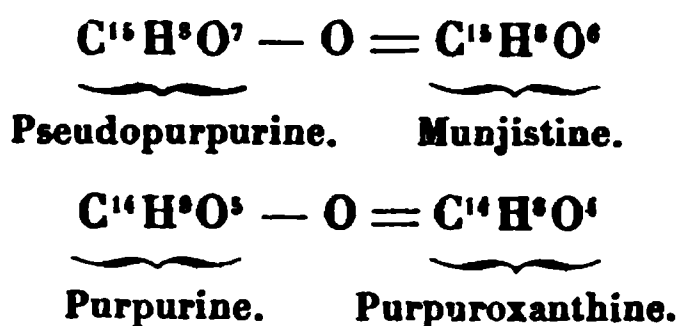 C¹⁵H⁸O⁷ — O = C¹⁵H⁸O⁶
Pseudopurpurine. Munjistine.
C¹⁴H⁸O⁵ — O = C¹⁴H⁸O⁴
Purpurine. Purpuroxanthine.